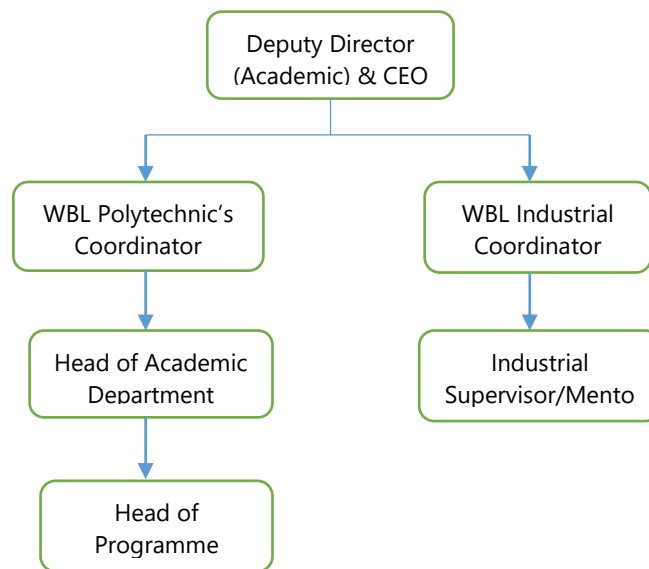 Deputy Director
(Academic) & CEO
WBL Polytechnic's
Coordinator
WBL Industrial
Coordinator
Head of Academic
Department
Industrial
Supervisor/Mento
Head of
Programme